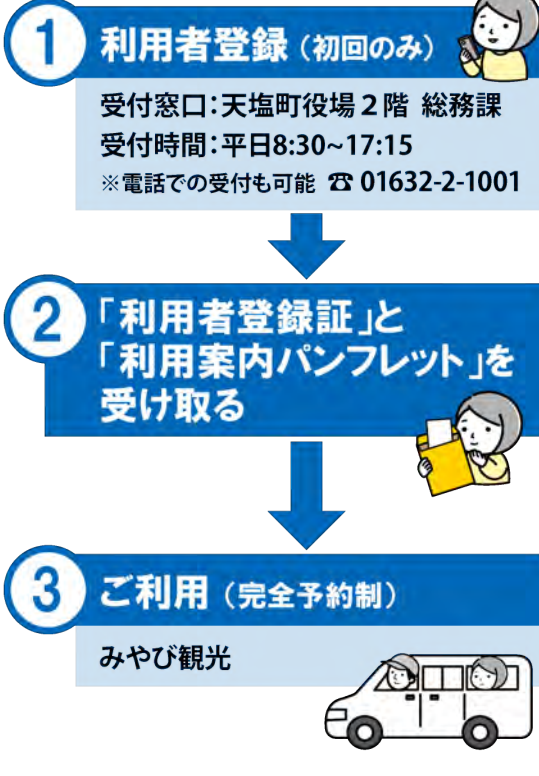 1 利用者登録（初回のみ）
受付窓口：天塩町役場２階 総務課
受付時間：平日8:30~17:15
※電話での受付も可能 ☎ 01632-2-1001
2 「利用者登録証」と
「利用案内パンフレット」を
受け取る
3 ご利用（完全予約制）
みやび観光